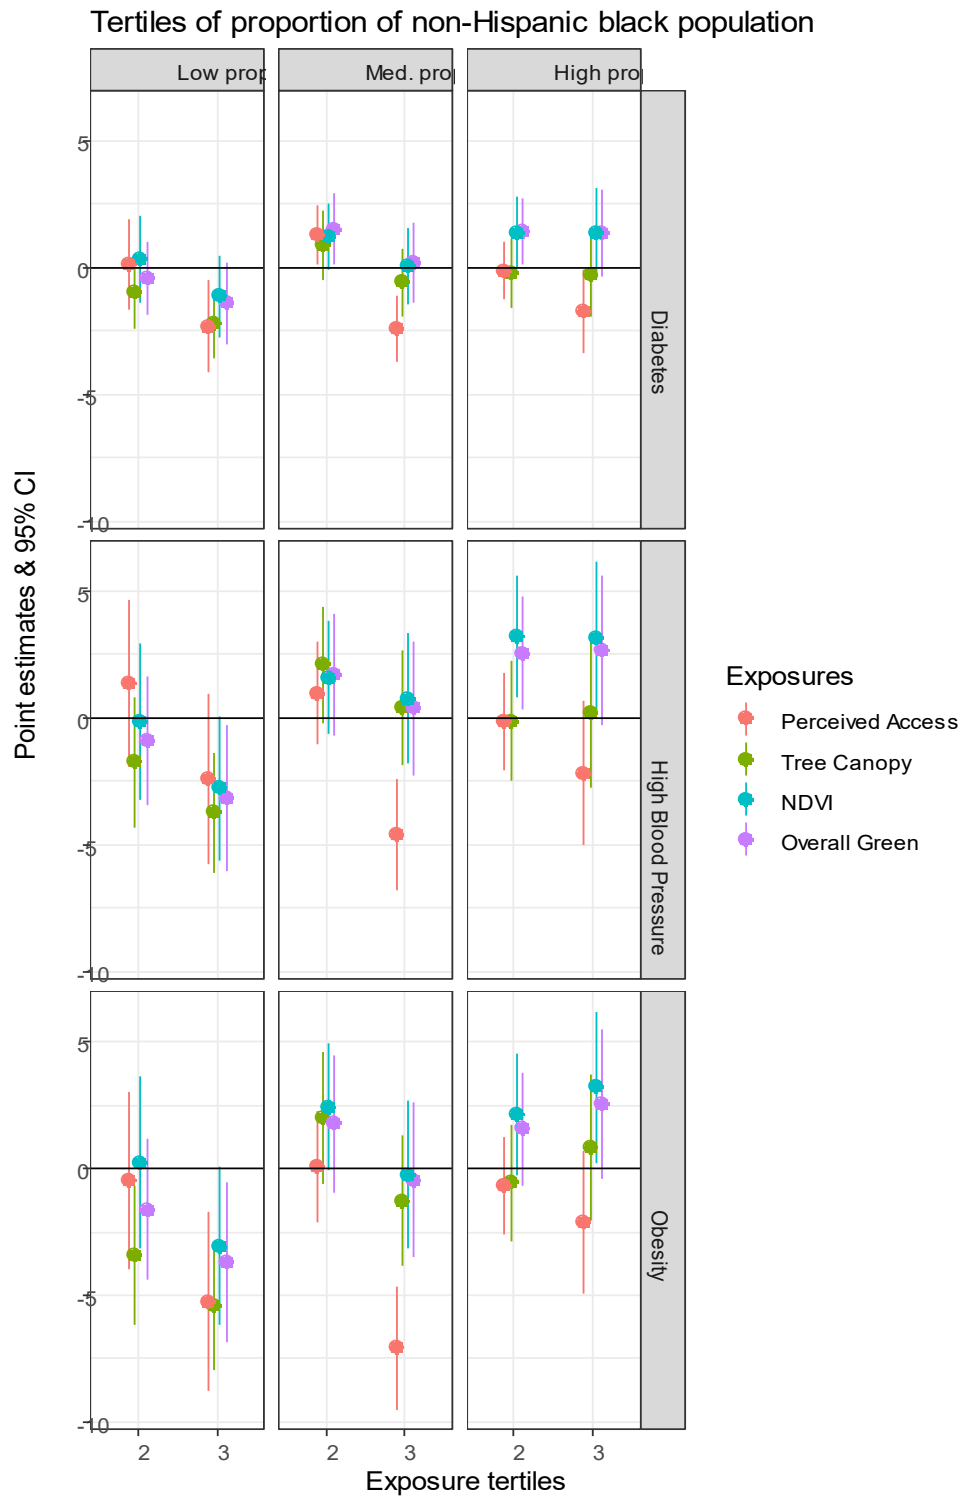 Tertiles of proportion of non-Hispanic black population
Low prop
Med. pro
High pro
5
0
-5
-10
Diabetes
5
0
-5
-10
High Blood Pressure
5
0
-5
-10
Obesity
Point estimates & 95% CI
2 3
2 3
2 3
Exposure tertiles
Exposures
Perceived Access
Tree Canopy
NDVI
Overall Green